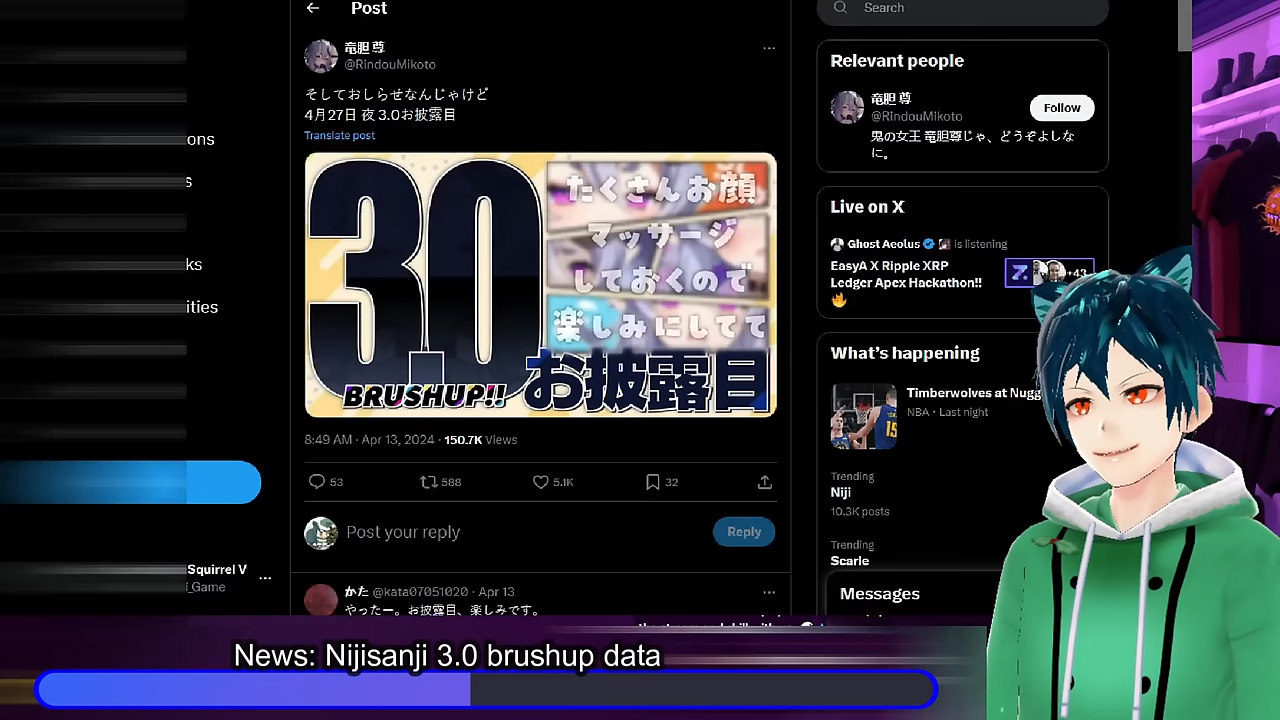 Post
竜胆 尊
@RindouMikoto
そしておしらせなんじゃけど
4月27日 夜 3.0お披露目
Translate post
3.0
BRUSHUP!!
たくさんお顔
マッサージ
しておくので
楽しみにしてて
お披露目
8:49 AM · Apr 13, 2024 · 150.7K Views
53
588
5.1K
32
Post your reply
Reply
かた @kata07051020 · Apr 13
やったー。お披露目、楽しみです。
ons
s
ks
ities
Squirrel V
_Game
Search
Relevant people
竜胆 尊
@RindouMikoto
Follow
鬼の女王 竜胆尊じゃ、どうぞよしな
に。
Live on X
Ghost Aeolus is listening
EasyA X Ripple XRP
Ledger Apex Hackathon!!
+43
What's happening
Timberwolves at Nugg
NBA · Last night
Trending
Niji
10.3K posts
Trending
Scarle
Messages
News: Nijisanji 3.0 brushup data